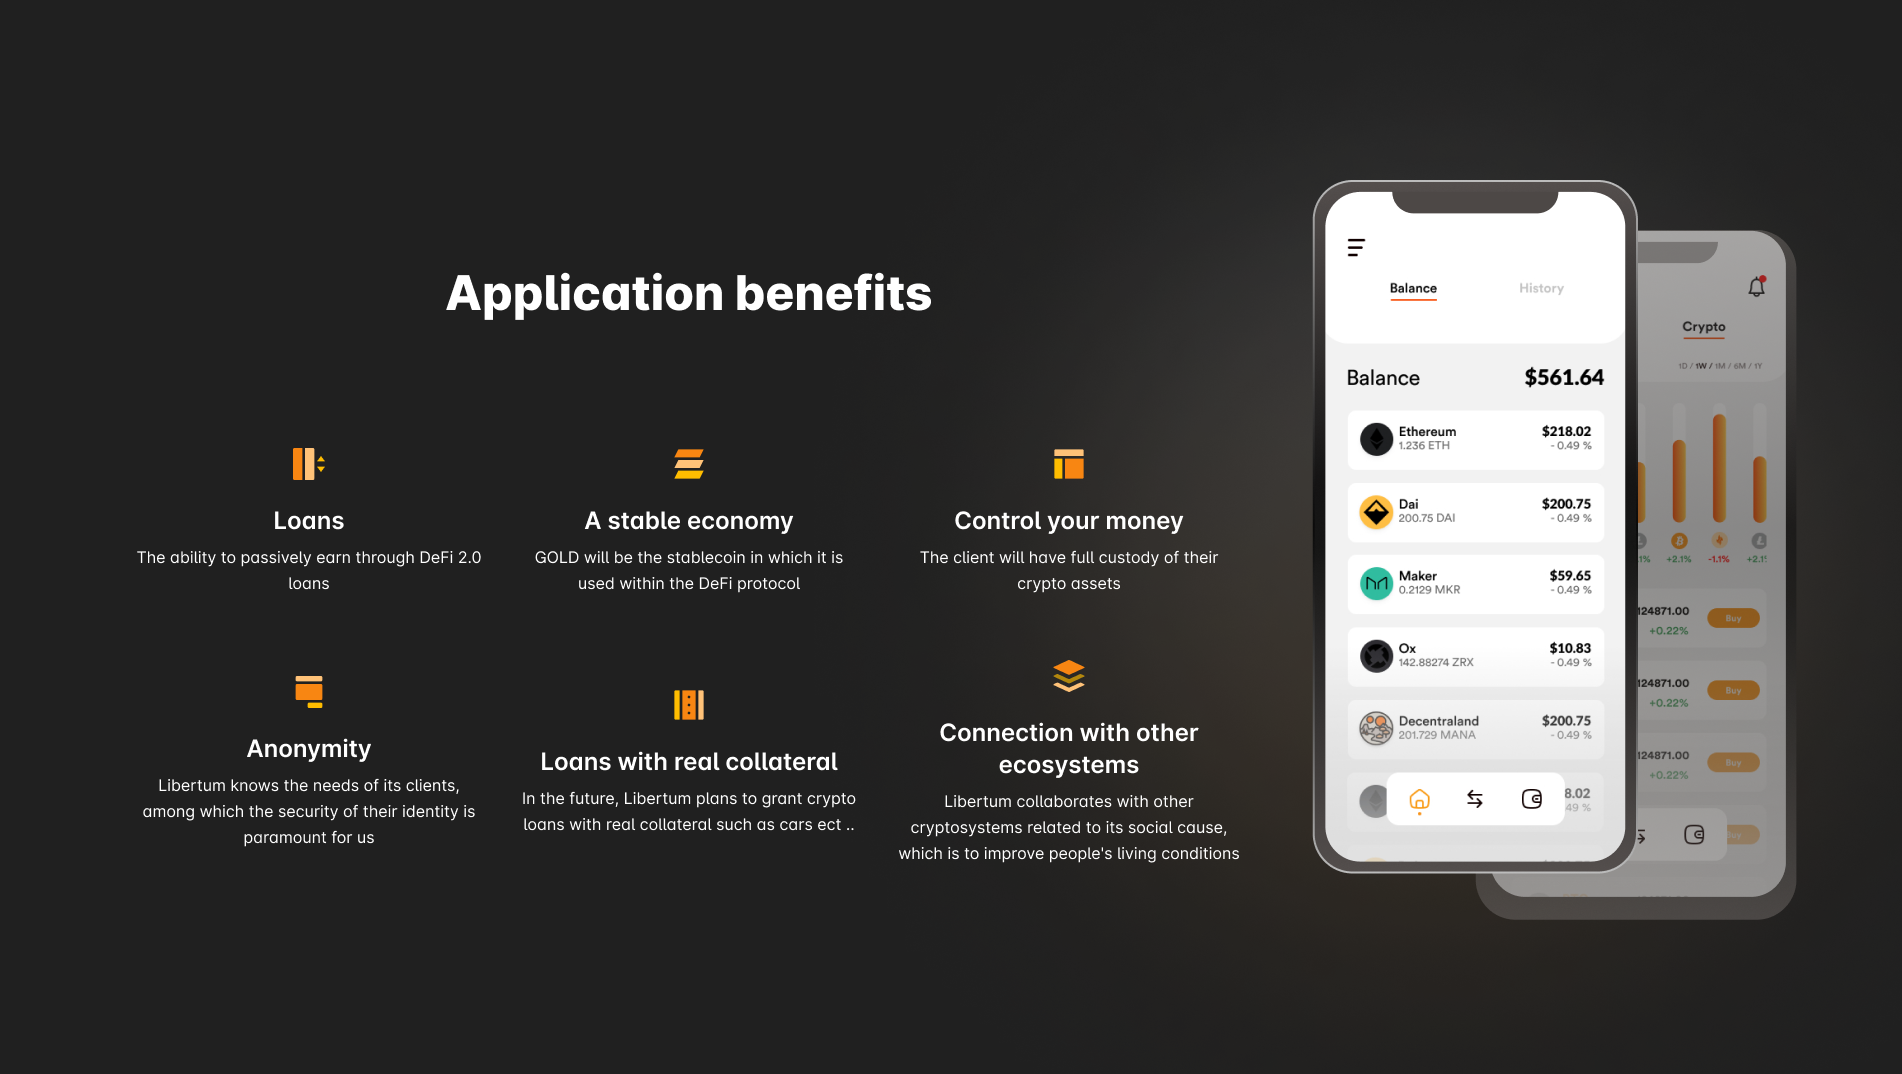 Application benefits
Loans
The ability to passively earn through DeFi 2.0
loans
A stable economy
GOLD will be the stablecoin in which it is
used within the DeFi protocol
Control your money
The client will have full custody of their
crypto assets
Anonymity
Libertum knows the needs of its clients,
among which the security of their identity is
paramount for us
Loans with real collateral
In the future, Libertum plans to grant crypto
loans with real collateral such as cars ect ..
Connection with other
ecosystems
Libertum collaborates with other
cryptosystems related to its social cause,
which is to improve people's living conditions
Balance History
Balance $561.64
Ethereum $218.02
1.236 ETH - 0.49 %
Dai $200.75
200.75 DAI - 0.49 %
Maker $59.65
0.2129 MKR - 0.49 %
Ox $10.83
142.88274 ZRX - 0.49 %
Decentraland $200.75
201.729 MANA - 0.49 %
8.02
49 %
Crypto
1D / 1W / 1M / 6M / 1Y
1% +2.1% -1.1% +2.1
124871.00 Buy
+0.22%
124871.00 Buy
+0.22%
124871.00 Buy
+0.22%
Buy